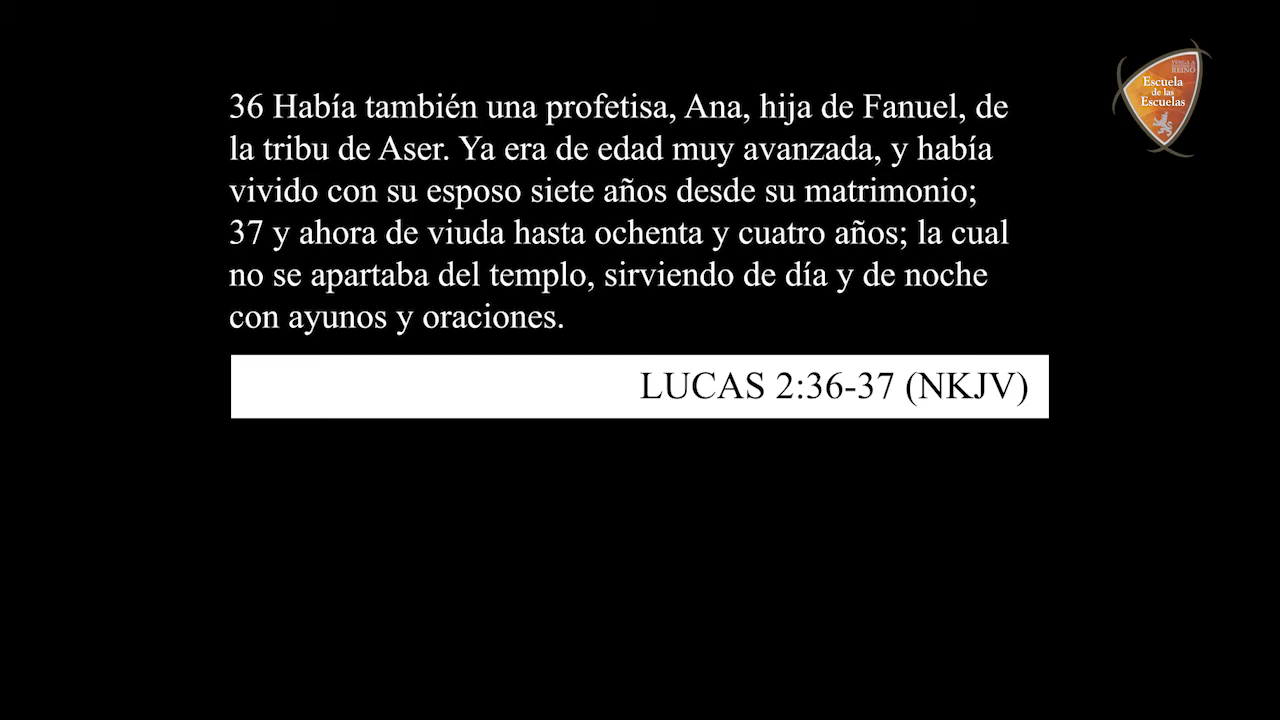 36 Había también una profetisa, Ana, hija de Fanuel, de
la tribu de Aser. Ya era de edad muy avanzada, y había
vivido con su esposo siete años desde su matrimonio;
37 y ahora de viuda hasta ochenta y cuatro años; la cual
no se apartaba del templo, sirviendo de día y de noche
con ayunos y oraciones.
LUCAS 2:36-37 (NKJV)
VENGA A
REINO
Escuela
de las
Escuelas